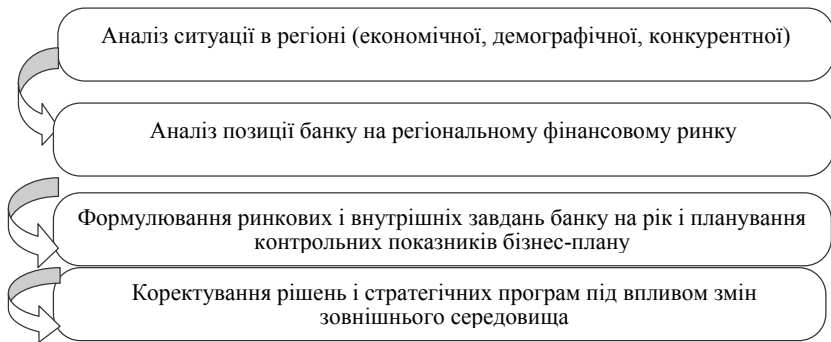 Аналіз ситуації в регіоні (економічної, демографічної, конкурентної)
Аналіз позиції банку на регіональному фінансовому ринку
Формулювання ринкових і внутрішніх завдань банку на рік і планування
контрольних показників бізнес-плану
Коректування рішень і стратегічних програм під впливом змін
зовнішнього середовища